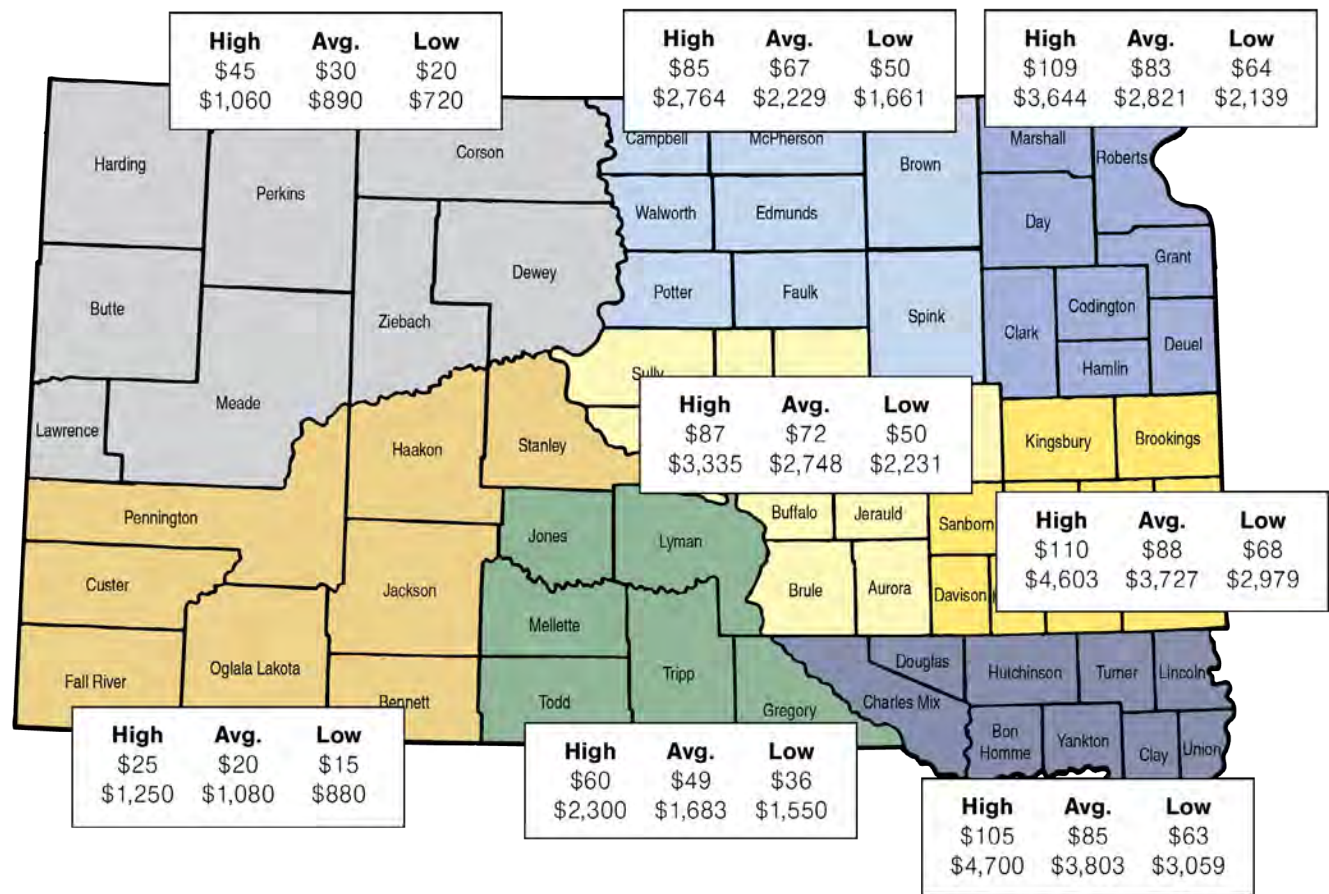 High Avg. Low
$45 $30 $20
$1,060 $890 $720
High Avg. Low
$85 $67 $50
$2,764 $2,229 $1,661
High Avg. Low
$109 $83 $64
$3,644 $2,821 $2,139
Harding
Perkins
Corson
Campbell
McPherson
Brown
Marshall
Roberts
Walworth
Edmunds
Day
Grant
Butte
Ziebach
Dewey
Potter
Faulk
Spink
Clark
Codington
Hamlin
Deuel
Lawrence
Meade
Sully
High Avg. Low
$87 $72 $50
$3,335 $2,748 $2,231
Haakon
Stanley
Kingsbury
Brookings
Pennington
Jones
Lyman
Buffalo
Jerauld
Sanborn
High Avg. Low
$110 $88 $68
$4,603 $3,727 $2,979
Custer
Jackson
Mellette
Brule
Aurora
Davison
Fall River
Oglala Lakota
Bennett
Todd
Tripp
Gregory
Charles Mix
Douglas
Hutchinson
Turner
Lincoln
Bon
Homme
Yankton
Clay
Union
High Avg. Low
$25 $20 $15
$1,250 $1,080 $880
High Avg. Low
$60 $49 $36
$2,300 $1,683 $1,550
High Avg. Low
$105 $85 $63
$4,700 $3,803 $3,059